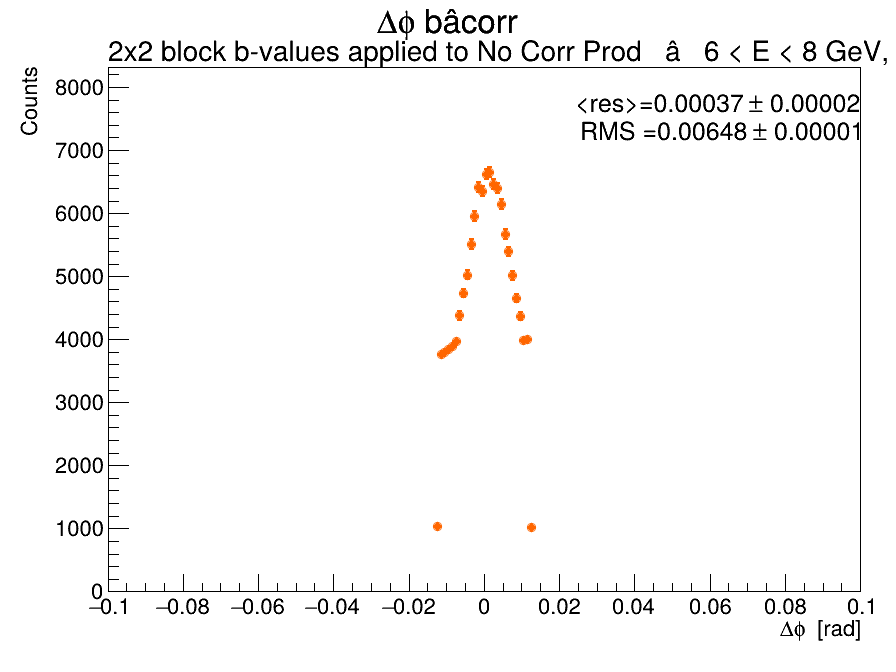 Δϕ bâcorr
2x2 block b-values applied to No Corr Prod â 6 < E < 8 GeV,
Counts
<res>=0.00037 ± 0.00002
RMS =0.00648 ± 0.00001
8000
7000
6000
5000
4000
3000
2000
1000
0
−0.1 −0.08 −0.06 −0.04 −0.02 0 0.02 0.04 0.06 0.08 0.1
Δϕ [rad]